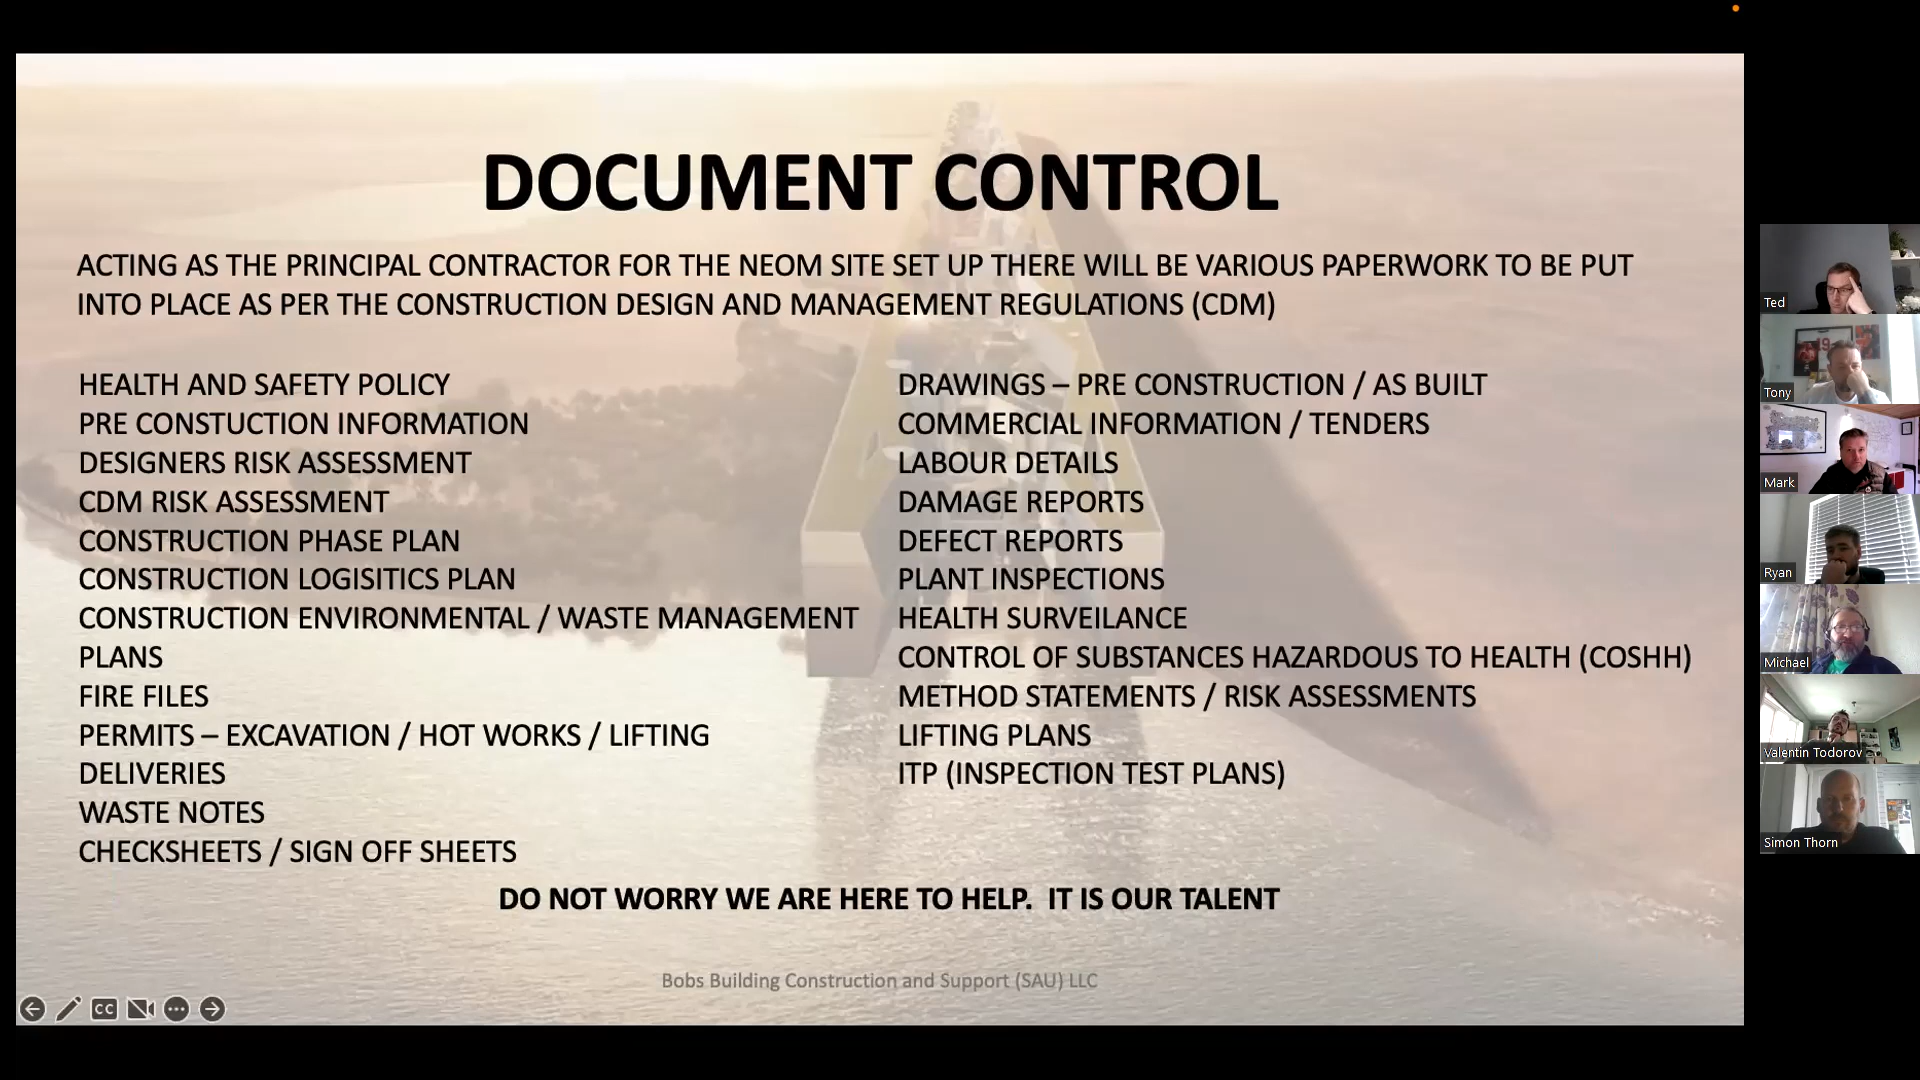 DOCUMENT CONTROL
ACTING AS THE PRINCIPAL CONTRACTOR FOR THE NEOM SITE SET UP THERE WILL BE VARIOUS PAPERWORK TO BE PUT
INTO PLACE AS PER THE CONSTRUCTION DESIGN AND MANAGEMENT REGULATIONS (CDM)
HEALTH AND SAFETY POLICY
PRE CONSTUCTION INFORMATION
DESIGNERS RISK ASSESSMENT
CDM RISK ASSESSMENT
CONSTRUCTION PHASE PLAN
CONSTRUCTION LOGISITICS PLAN
CONSTRUCTION ENVIRONMENTAL / WASTE MANAGEMENT
PLANS
FIRE FILES
PERMITS – EXCAVATION / HOT WORKS / LIFTING
DELIVERIES
WASTE NOTES
CHECKSHEETS / SIGN OFF SHEETS
DRAWINGS – PRE CONSTRUCTION / AS BUILT
COMMERCIAL INFORMATION / TENDERS
LABOUR DETAILS
DAMAGE REPORTS
DEFECT REPORTS
PLANT INSPECTIONS
HEALTH SURVEILANCE
CONTROL OF SUBSTANCES HAZARDOUS TO HEALTH (COSHH)
METHOD STATEMENTS / RISK ASSESSMENTS
LIFTING PLANS
ITP (INSPECTION TEST PLANS)
DO NOT WORRY WE ARE HERE TO HELP.  IT IS OUR TALENT
Bobs Building Construction and Support (SAU) LLC
CC
Ted
Tony
19
Mark
Ryan
Michael
Valentin Todorov
Simon Thorn